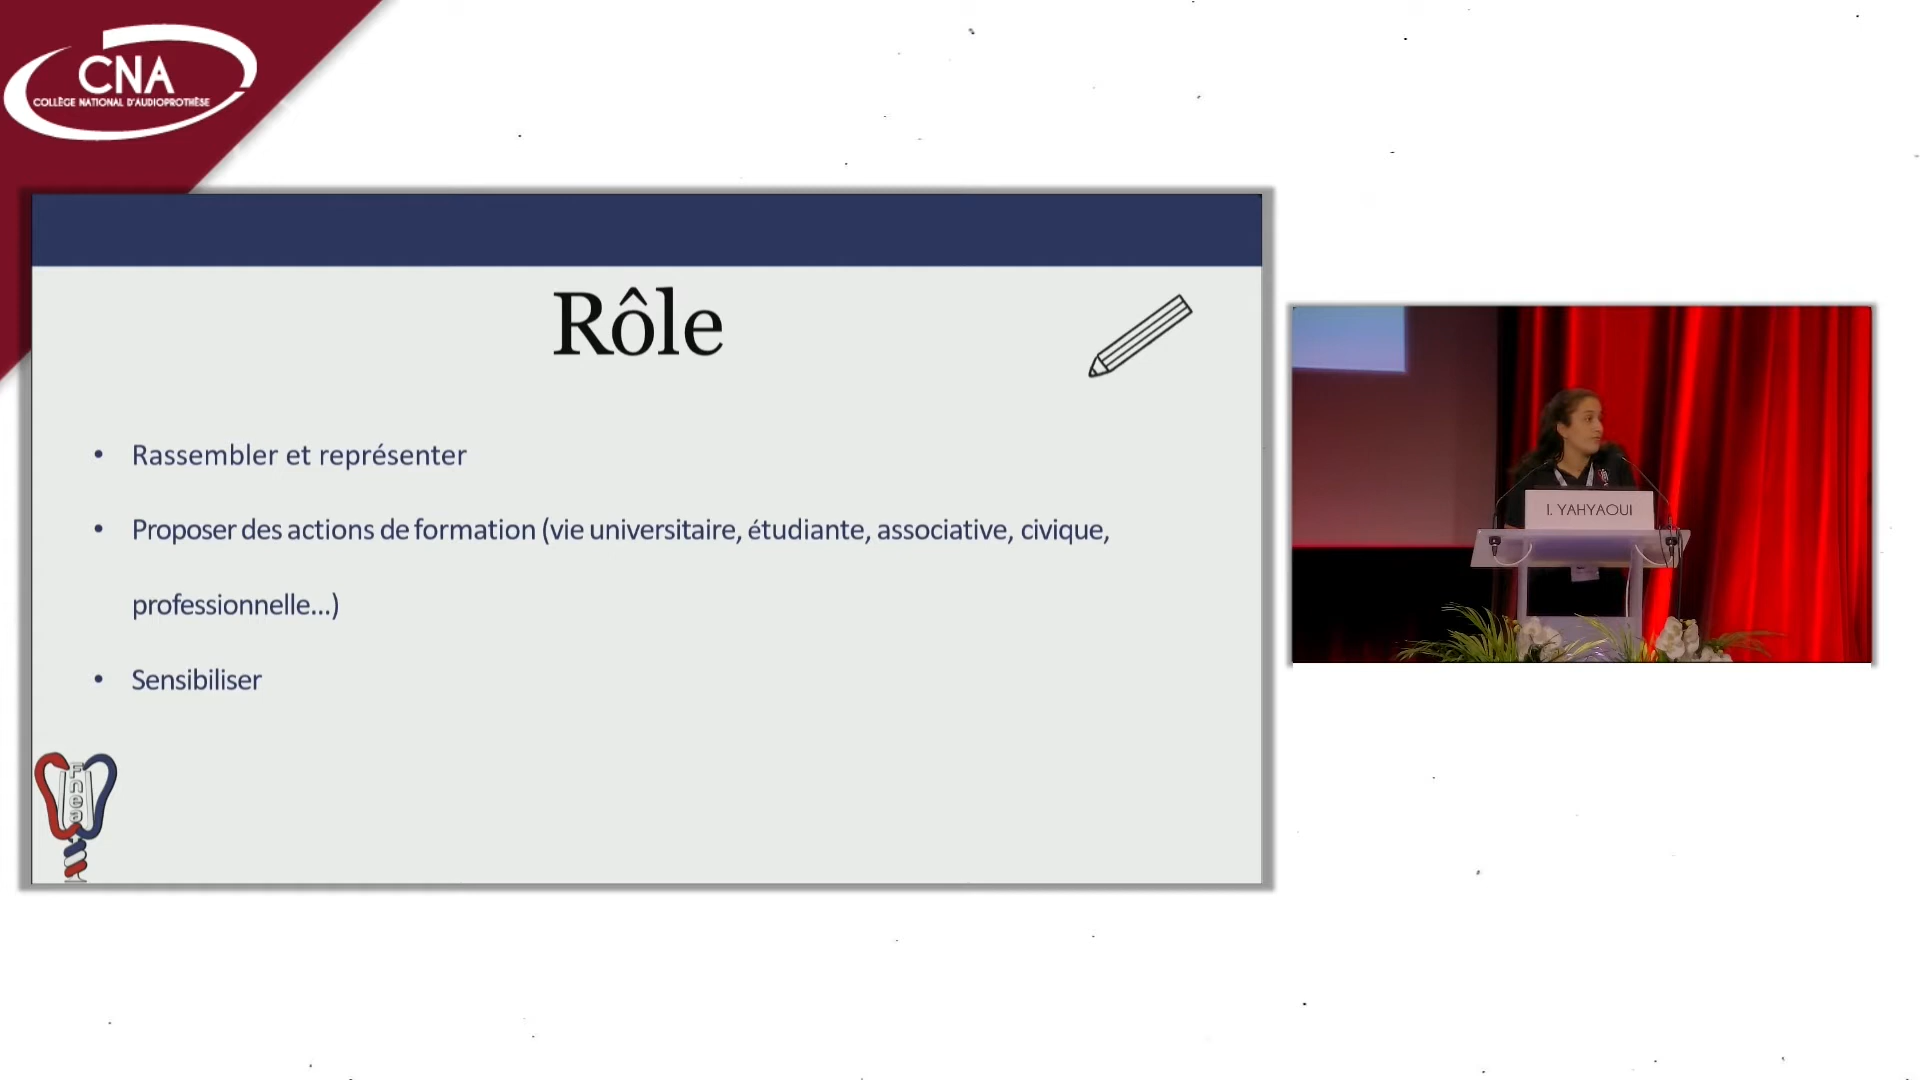 CNA
COLLÈGE NATIONAL D'AUDIOPROTHÈSE
Rôle
• Rassembler et représenter
• Proposer des actions de formation (vie universitaire, étudiante, associative, civique,
professionnelle...)
• Sensibiliser
Fnea
I. YAHYAOUI